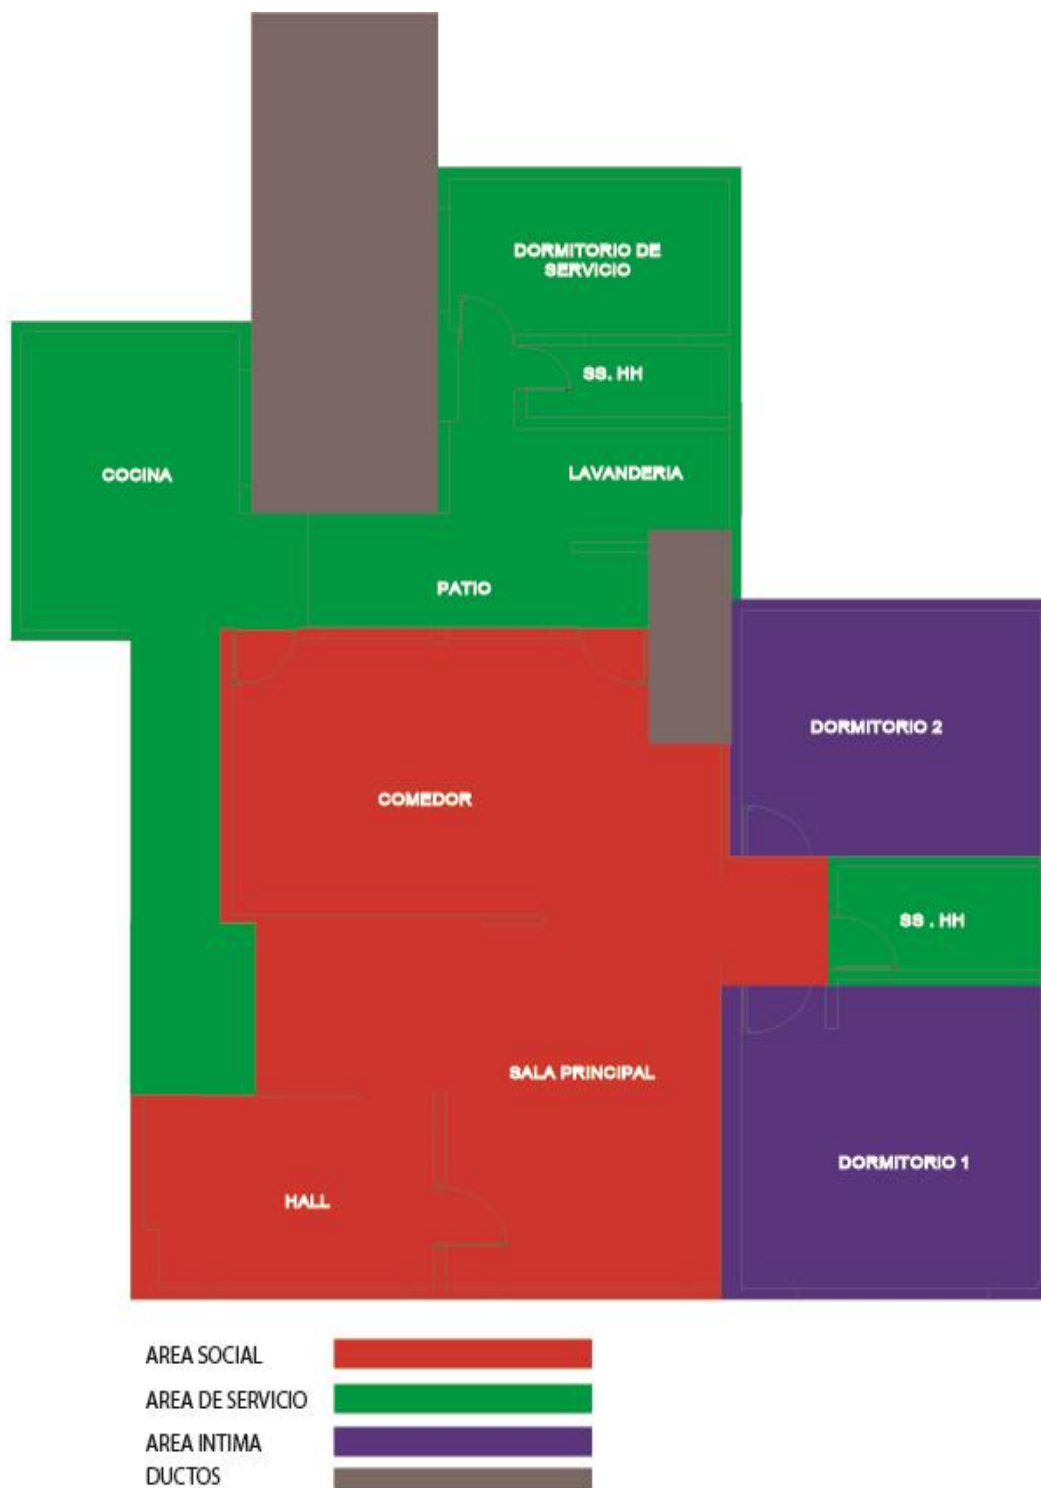 DORMITORIO DE
SERVICIO
SS. HH
COCINA
LAVANDERIA
PATIO
DORMITORIO 2
COMEDOR
SS . HH
SALA PRINCIPAL
DORMITORIO 1
HALL
AREA SOCIAL
AREA DE SERVICIO
AREA INTIMA
DUCTOS